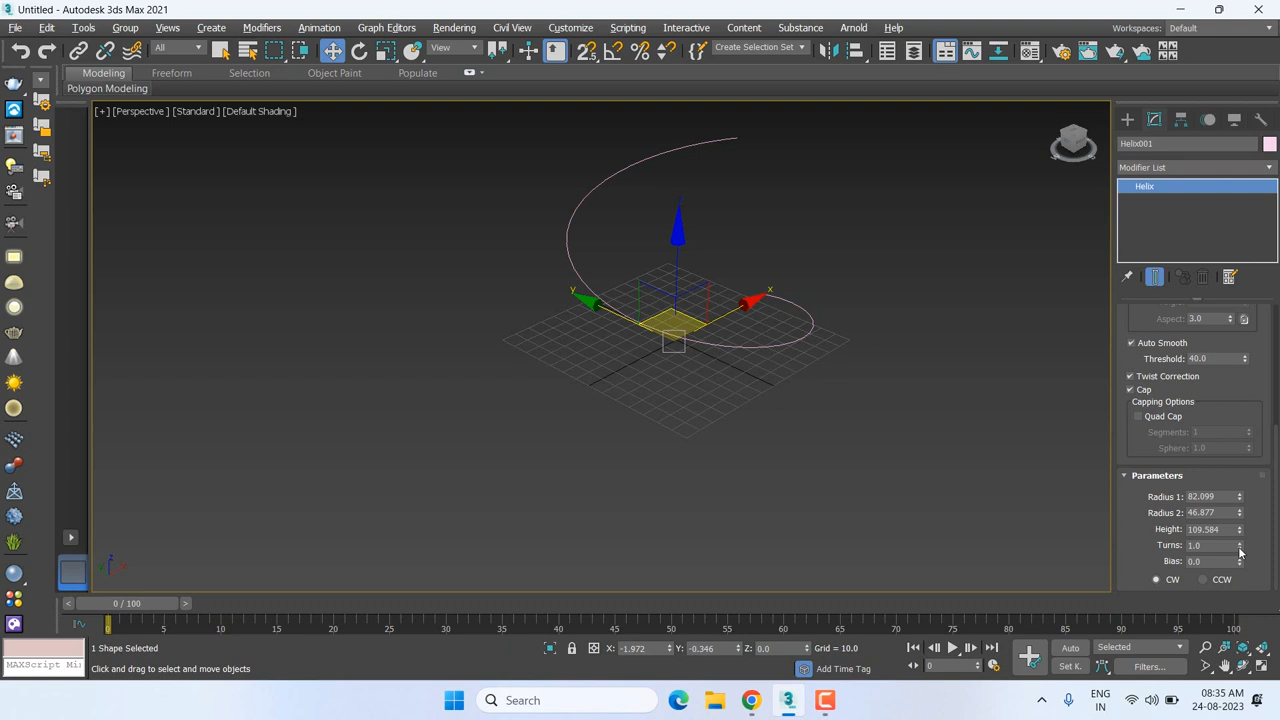 Untitled - Autodesk 3ds Max 2021
File Edit Tools Group Views Create Modifiers Animation Graph Editors Rendering Civil View Customize Scripting Interactive Content Substance Arnold Help Workspaces: Default
All View Create Selection Set
Modeling Freeform Selection Object Paint Populate
Polygon Modeling
[+] [Perspective ] [Standard ] [Default Shading ]
Helix001
Modifier List
Helix
z
y
x
Aspect: 3.0
Auto Smooth
Threshold: 40.0
Twist Correction
Cap
Capping Options
Quad Cap
Segments: 1
Sphere: 1.0
Parameters
Radius 1: 82.099
Radius 2: 46.877
Height: 109.584
Turns: 1.0
Bias: 0.0
CW CCW
< 0 / 100 >
0 5 10 15 20 25 30 35 40 45 50 55 60 65 70 75 80 85 90 95 100
1 Shape Selected X: -1.972 Y: -0.346 Z: 0.0 Grid = 10.0 Auto Selected
MAXScript Mi Click and drag to select and move objects Add Time Tag 0 Set K. Filters...
Search
ENG
IN
08:35 AM
24-08-2023